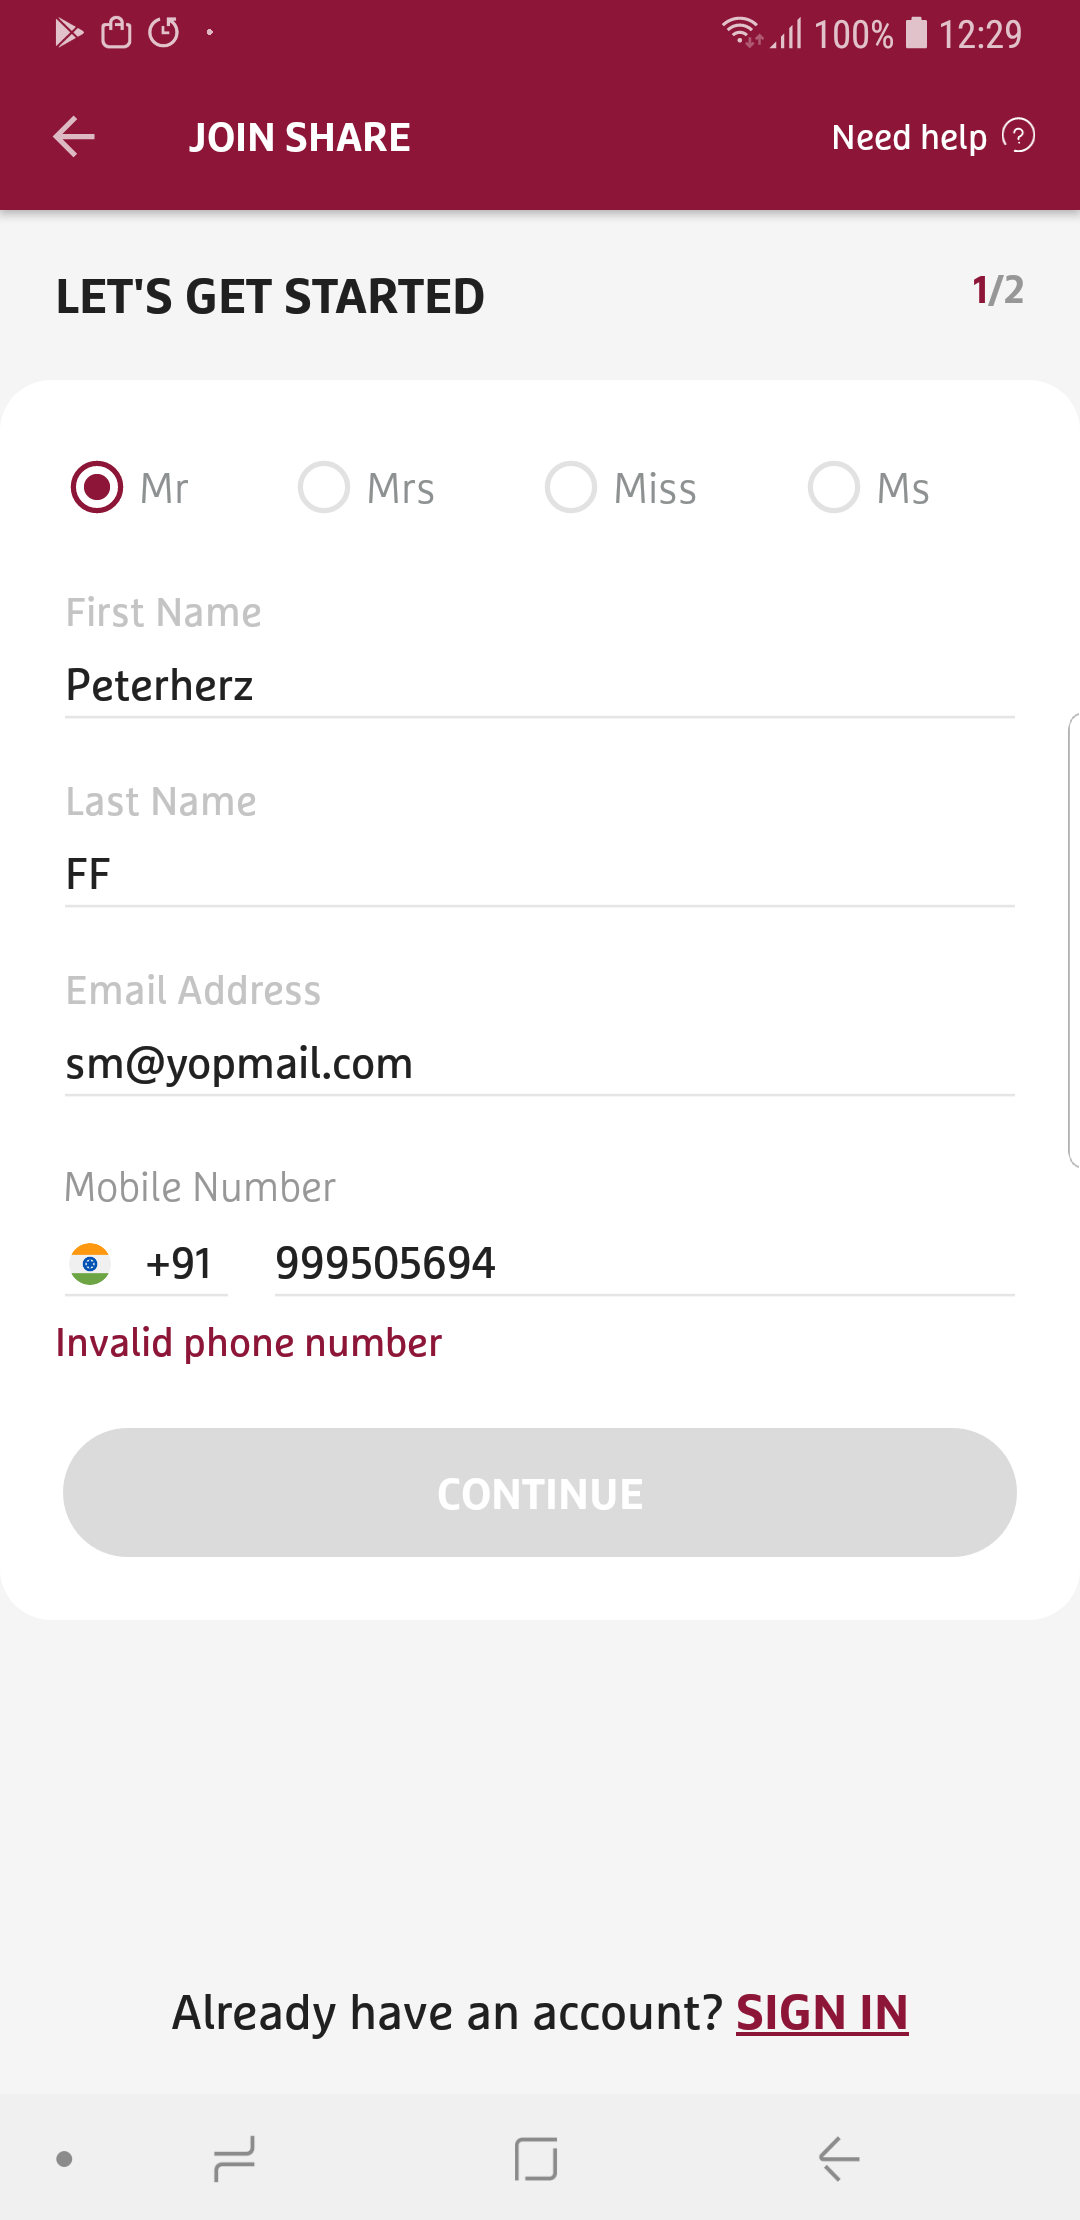 100% 12:29
JOIN SHARE Need help ?
LET'S GET STARTED 1/2
Mr Mrs Miss Ms
First Name
Peterherz
Last Name
FF
Email Address
sm@yopmail.com
Mobile Number
+91 999505694
Invalid phone number
CONTINUE
Already have an account? SIGN IN